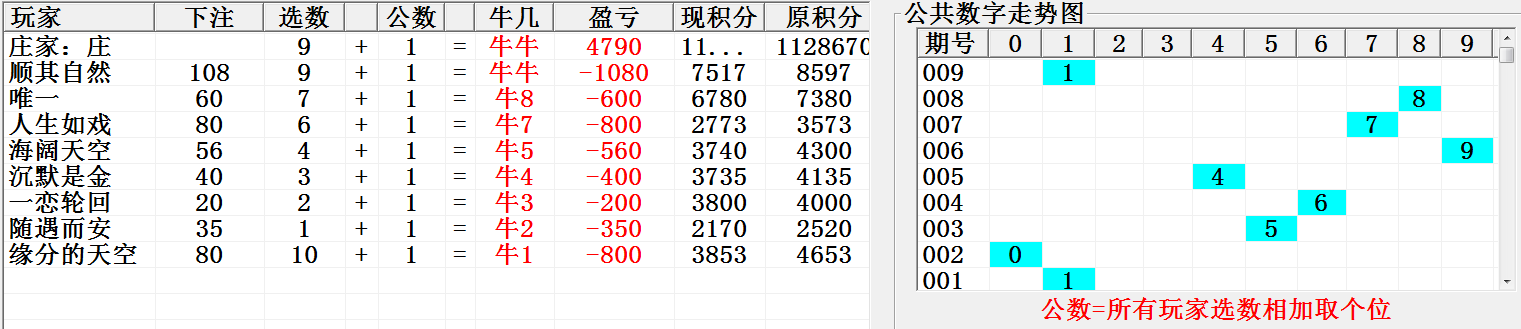 玩家 下注 选数 公数 牛几 盈亏 现积分 原积分
庄家：庄 9 + 1 = 牛牛 4790 11... 1128670
顺其自然 108 9 + 1 = 牛牛 -1080 7517 8597
唯一 60 7 + 1 = 牛8 -600 6780 7380
人生如戏 80 6 + 1 = 牛7 -800 2773 3573
海阔天空 56 4 + 1 = 牛5 -560 3740 4300
沉默是金 40 3 + 1 = 牛4 -400 3735 4135
一恋轮回 20 2 + 1 = 牛3 -200 3800 4000
随遇而安 35 1 + 1 = 牛2 -350 2170 2520
缘分的天空 80 10 + 1 = 牛1 -800 3853 4653
公共数字走势图
期号 0 1 2 3 4 5 6 7 8 9
009 1
008 8
007 7
006 9
005 4
004 6
003 5
002 0
001 1
公数=所有玩家选数相加取个位